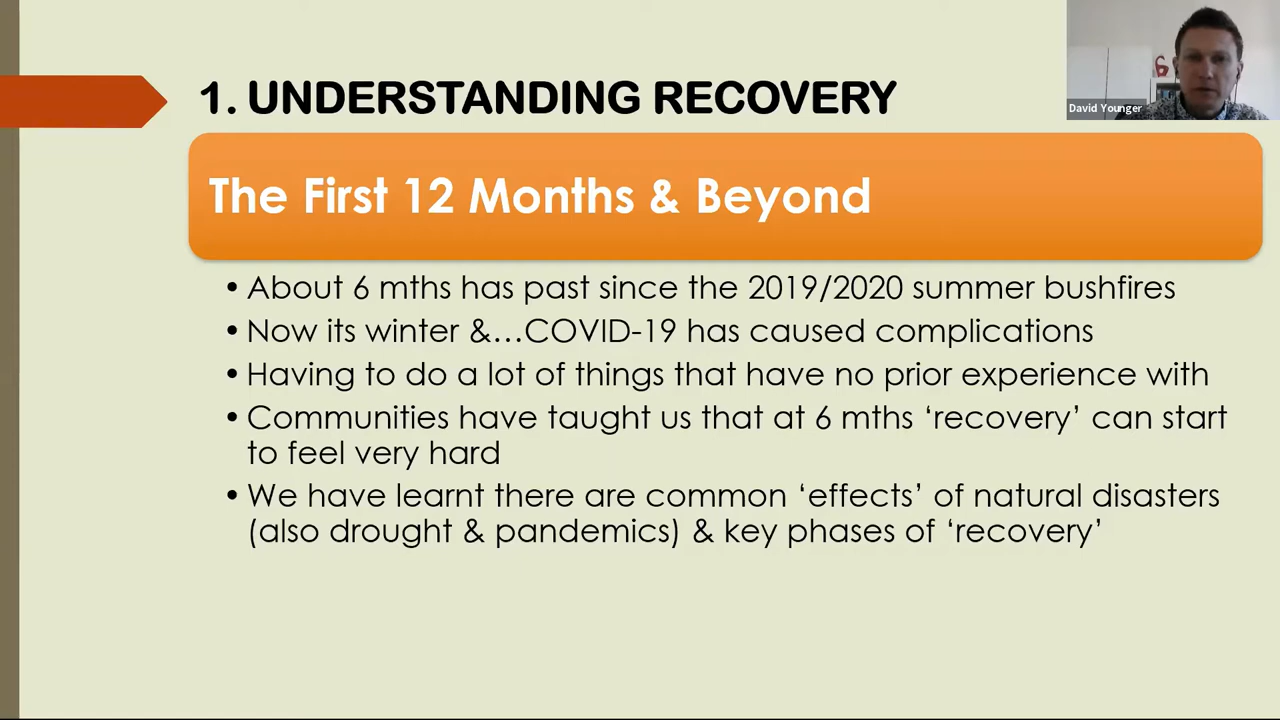 1. UNDERSTANDING RECOVERY
David Younger
The First 12 Months & Beyond
• About 6 mths has past since the 2019/2020 summer bushfires
• Now its winter &...COVID-19 has caused complications
• Having to do a lot of things that have no prior experience with
• Communities have taught us that at 6 mths ‘recovery’ can start
to feel very hard
• We have learnt there are common ‘effects’ of natural disasters
(also drought & pandemics) & key phases of ‘recovery’